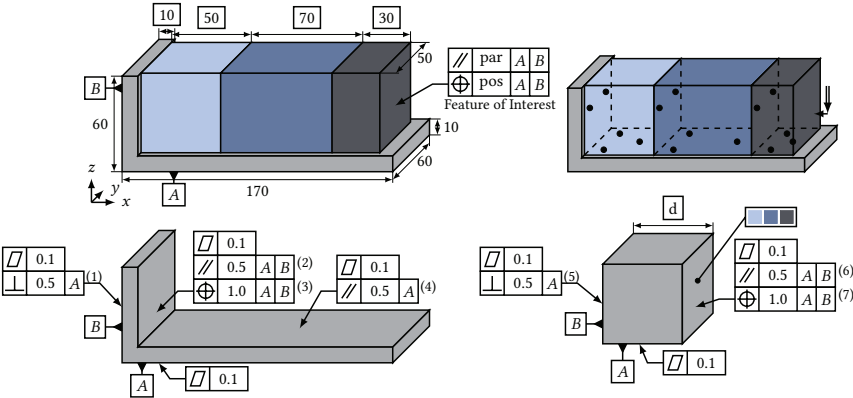 10
50
70
30
50
// par A B
⌖ pos A B
Feature of Interest
B
60
10
60
170
z
y
x
A
▱ 0.1
⊥ 0.5 A (1)
▱ 0.1
// 0.5 A B (2)
⌖ 1.0 A B (3)
▱ 0.1
// 0.5 A (4)
B
A
▱ 0.1
d
▱ 0.1
⊥ 0.5 A (5)
▱ 0.1
// 0.5 A B (6)
⌖ 1.0 A B (7)
B
A
▱ 0.1